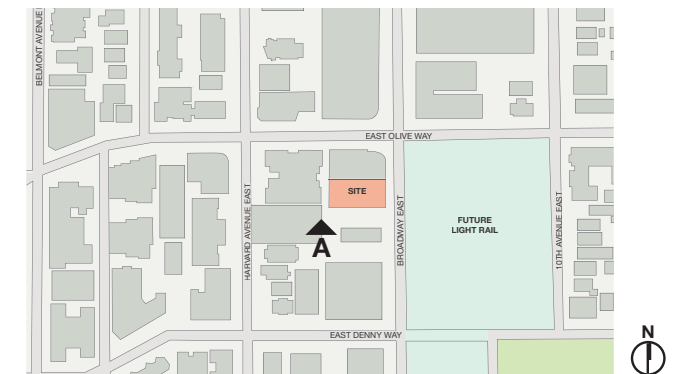 BELMONT AVENUE
EAST OLIVE WAY
SITE
HARVARD AVENUE EAST
BROADWAY EAST
FUTURE
LIGHT RAIL
10TH AVENUE EAST
A
EAST DENNY WAY
N